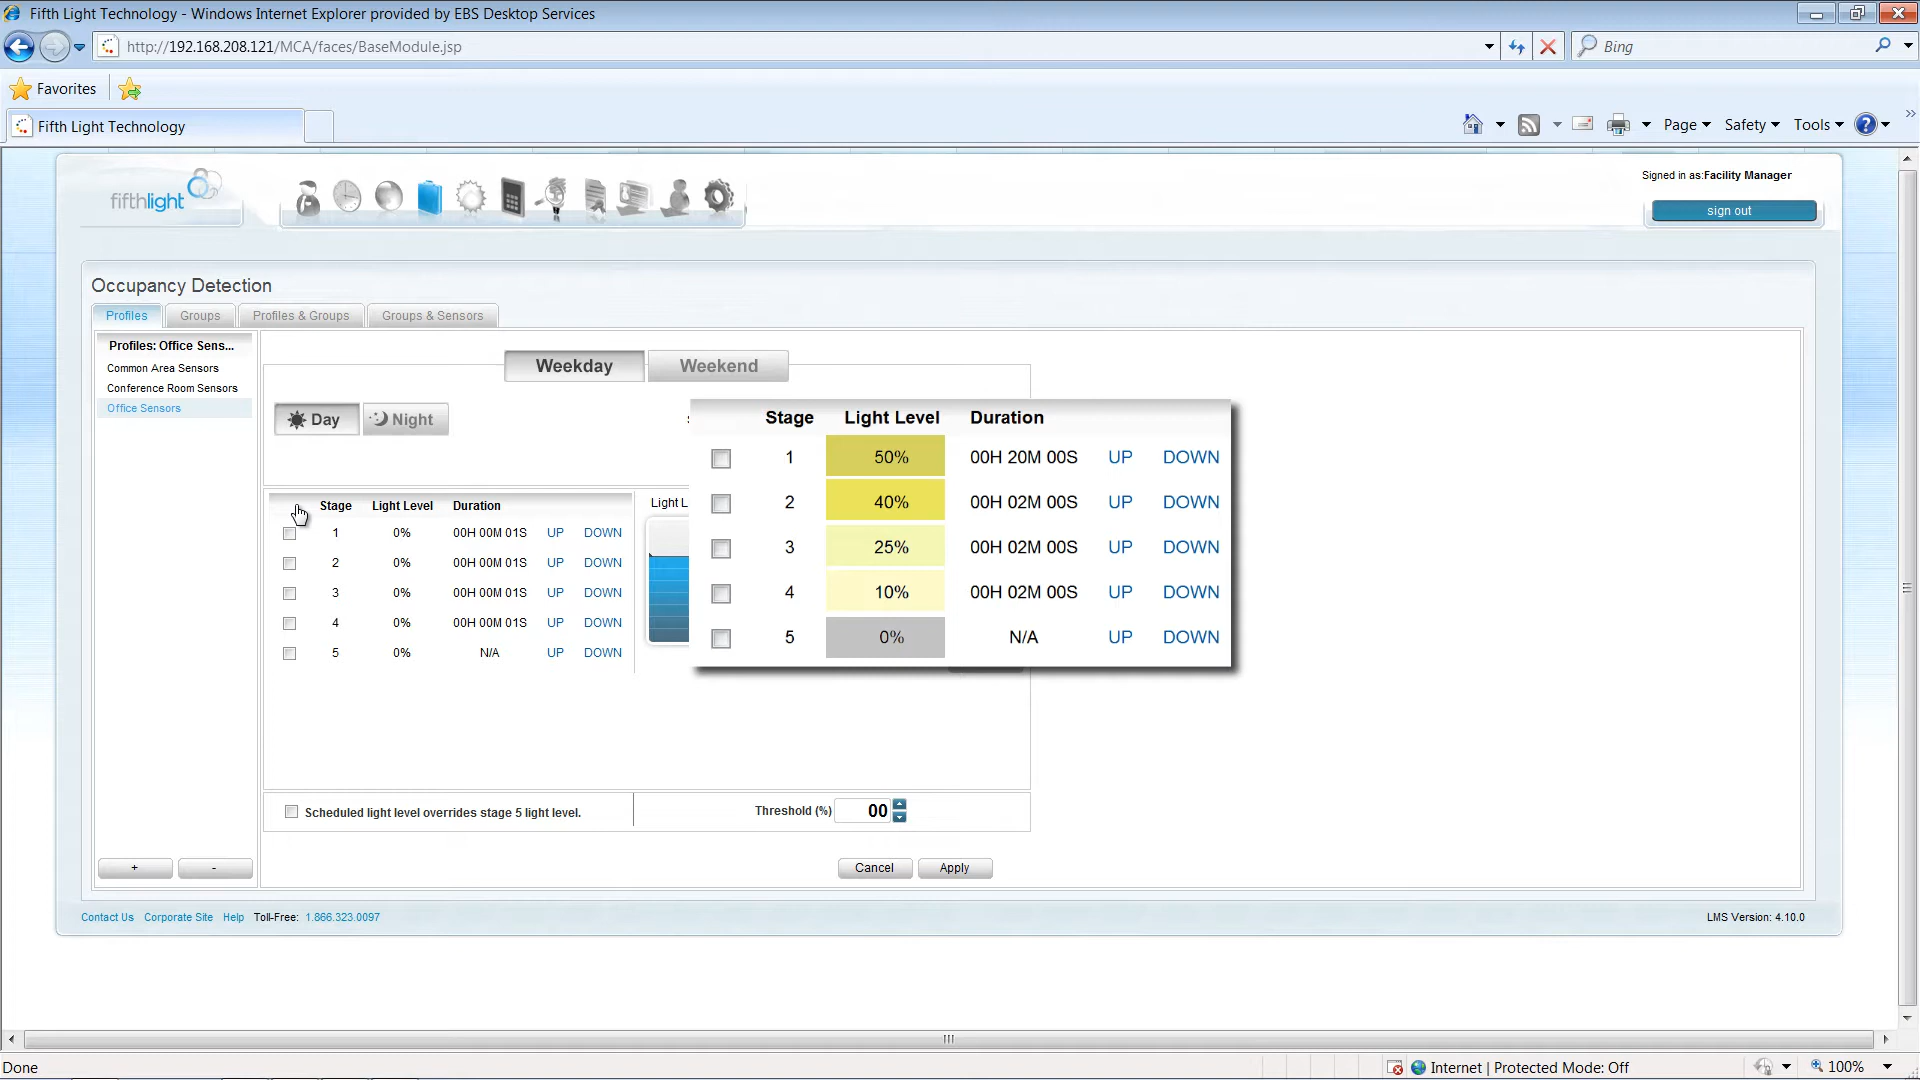 Fifth Light Technology - Windows Internet Explorer provided by EBS Desktop Services
http://192.168.208.121/MCA/faces/BaseModule.jsp
Bing
Favorites
Fifth Light Technology
Page
Safety
Tools
fifthlight
Signed in as:Facility Manager
sign out
Occupancy Detection
Profiles
Groups
Profiles & Groups
Groups & Sensors
Profiles: Office Sens...
Common Area Sensors
Conference Room Sensors
Office Sensors
Weekday
Weekend
Day
Night
Stage Light Level Duration
1 50% 00H 20M 00S UP DOWN
2 40% 00H 02M 00S UP DOWN
3 25% 00H 02M 00S UP DOWN
4 10% 00H 02M 00S UP DOWN
5 0% N/A UP DOWN
Stage Light Level Duration
1 0% 00H 00M 01S UP DOWN
2 0% 00H 00M 01S UP DOWN
3 0% 00H 00M 01S UP DOWN
4 0% 00H 00M 01S UP DOWN
5 0% N/A UP DOWN
Light L
Scheduled light level overrides stage 5 light level.
Threshold (%) 00
+ -
Cancel Apply
Contact Us Corporate Site Help Toll-Free: 1.866.323.0097
LMS Version: 4.10.0
Done
Internet | Protected Mode: Off
100%